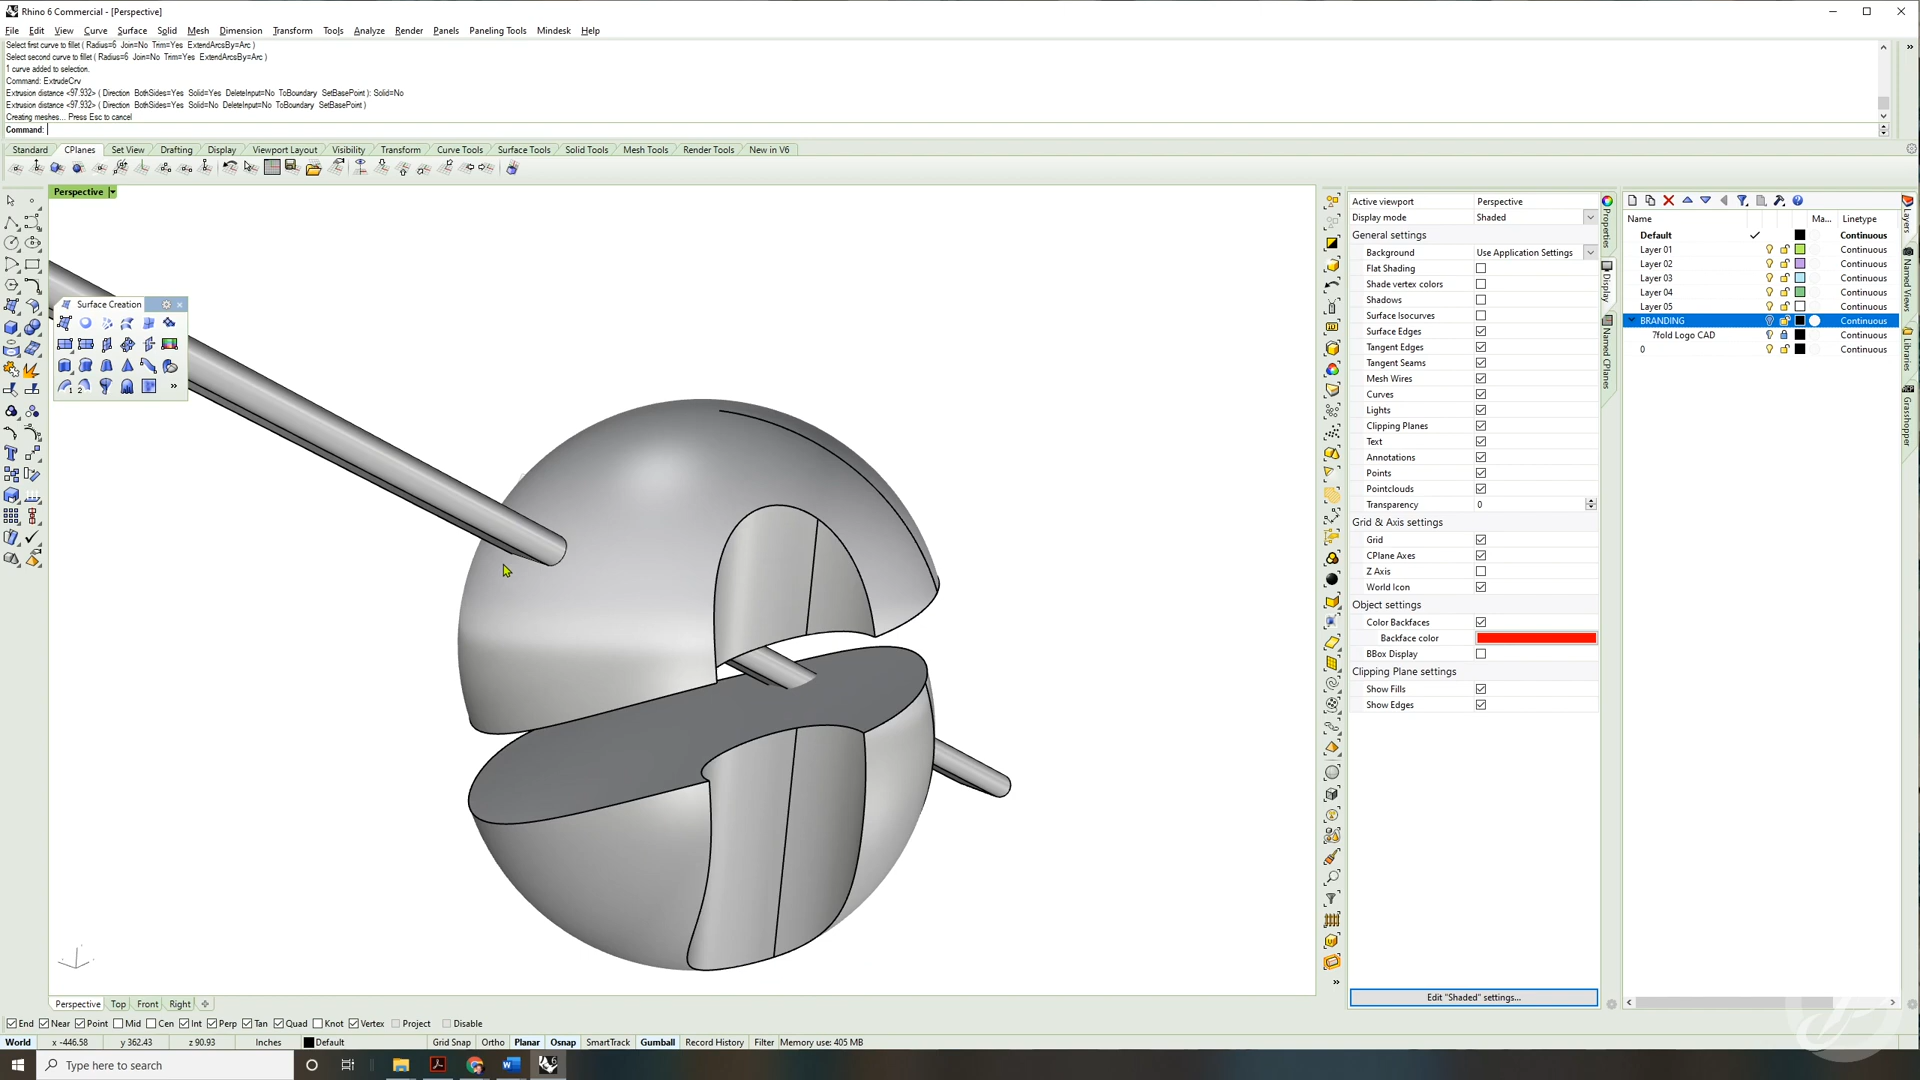 Rhino 6 Commercial - [Perspective]
File Edit View Curve Surface Solid Mesh Dimension Transform Tools Analyze Render Panels Paneling Tools Mindesk Help
Select first curve to fillet ( Radius=6 Join=No Trim=Yes ExtendArcsBy=Arc )
Select second curve to fillet ( Radius=6 Join=No Trim=Yes ExtendArcsBy=Arc )
1 curve added to selection.
Command: ExtrudeCrv
Extrusion distance <97.932> ( Direction BothSides=Yes Solid=Yes DeleteInput=No ToBoundary SetBasePoint ): Solid=No
Extrusion distance <97.932> ( Direction BothSides=Yes Solid=No DeleteInput=No ToBoundary SetBasePoint )
Creating meshes... Press Esc to cancel
Command:
Standard CPlanes Set View Drafting Display Viewport Layout Visibility Transform Curve Tools Surface Tools Solid Tools Mesh Tools Render Tools New in V6
Perspective
Surface Creation
Active viewport Perspective
Display mode Shaded
General settings
Background Use Application Settings
Flat Shading
Shade vertex colors
Shadows
Surface Isocurves
Surface Edges
Tangent Edges
Tangent Seams
Mesh Wires
Curves
Lights
Clipping Planes
Text
Annotations
Points
Pointclouds
Transparency 0
Grid & Axis settings
Grid
CPlane Axes
Z Axis
World Icon
Object settings
Color Backfaces
Backface color
BBox Display
Clipping Plane settings
Show Fills
Show Edges
Edit "Shaded" settings...
Properties
Display
Named CPlanes
Name Ma... Linetype
Default Continuous
Layer 01 Continuous
Layer 02 Continuous
Layer 03 Continuous
Layer 04 Continuous
Layer 05 Continuous
BRANDING Continuous
7fold Logo CAD Continuous
0 Continuous
Layers
Named Views
Libraries
Grasshopper
Perspective Top Front Right
End Near Point Mid Cen Int Perp Tan Quad Knot Vertex Project Disable
World x -446.58 y 362.43 z 90.93 Inches Default Grid Snap Ortho Planar Osnap SmartTrack Gumball Record History Filter Memory use: 405 MB
Type here to search